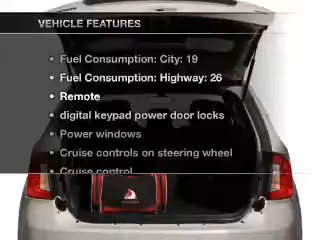 VEHICLE FEATURES
• Fuel Consumption: City: 19
• Fuel Consumption: Highway: 26
• Remote
• digital keypad power door locks
• Power windows
• Cruise controls on steering wheel
• Cruise control